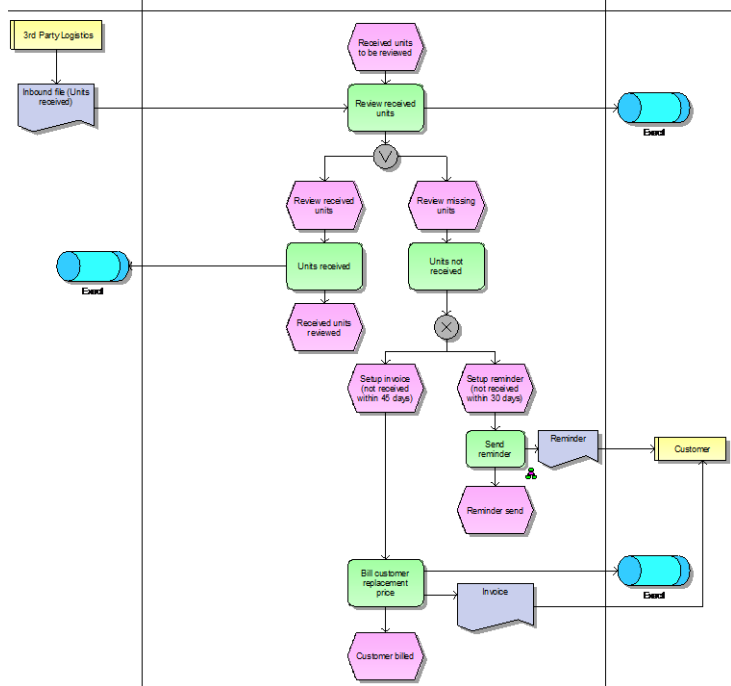 3rd Party Logistics
Received units
to be reviewed
Inbound file (Units
received)
Review received
units
Excel
Review received
units
Review missing
units
Units received
Units not
received
Excel
Received units
reviewed
Setup invoice
(not received
within 45 days)
Setup reminder
(not received
within 30 days)
Send
reminder
Reminder
Customer
Reminder send
Bill customer
replacement
price
Invoice
Excel
Customer billed